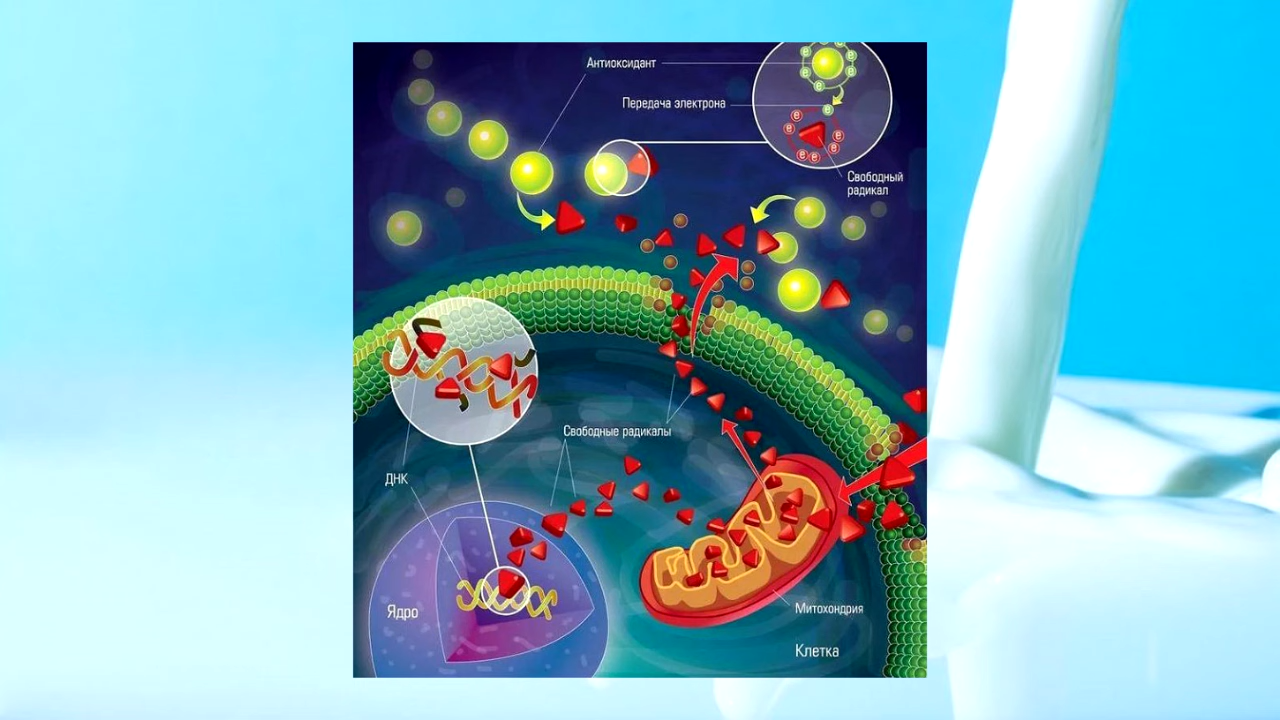 Антиоксидант
Передача электрона
Свободный
радикал
e
e
e
e
e
e
e
e
e
e
e
e
Свободные радикалы
ДНК
Ядро
Митохондрия
Клетка